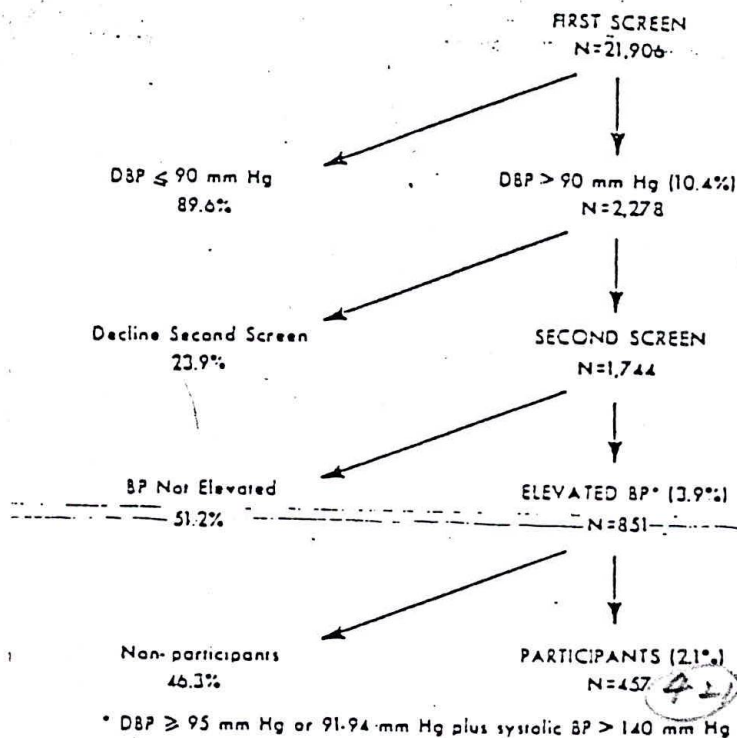 FIRST SCREEN
N=21,906
DBP ≤ 90 mm Hg
89.6%
DBP > 90 mm Hg (10.4%)
N=2,278
Decline Second Screen
23.9%
SECOND SCREEN
N=1,744
BP Not Elevated
51.2%
ELEVATED BP* (3.9%)
N=851
Non-participants
46.3%
PARTICIPANTS (2.1%)
N=457
* DBP ≥ 95 mm Hg or 91-94 mm Hg plus systolic BP > 140 mm Hg